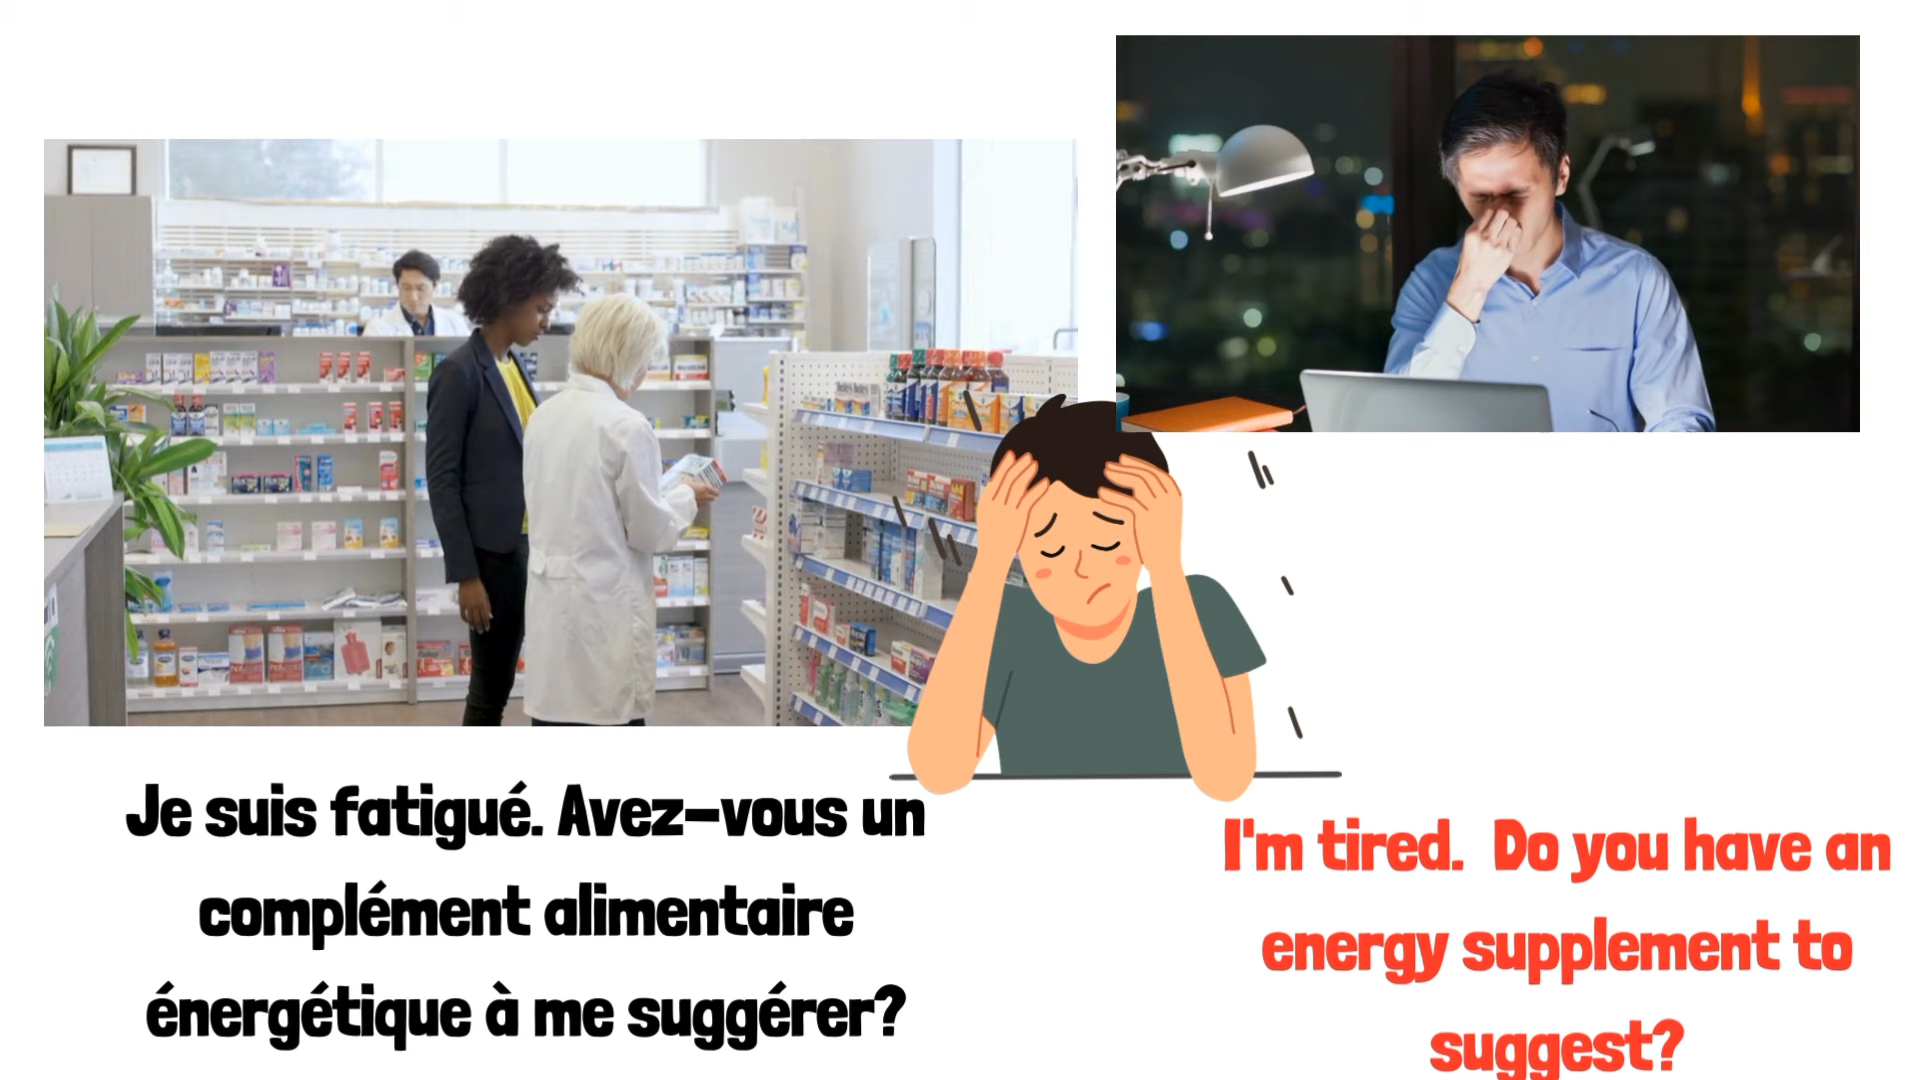 Je suis fatigué. Avez-vous un
complément alimentaire
énergétique à me suggérer?
I'm tired. Do you have an
energy supplement to
suggest?